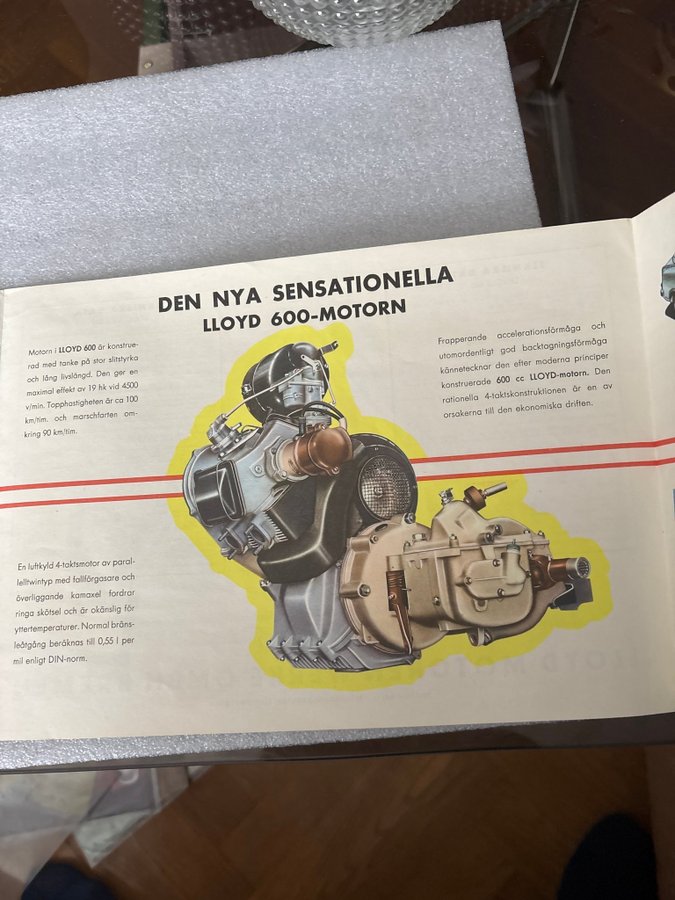 DEN NYA SENSATIONELLA
LLOYD 600-MOTORN
Motorn i LLOYD 600 är konstrue-
rad med tanke på stor slitstyrka
och lång livslängd. Den ger en
maximal effekt av 19 hk vid 4500
v/min. Topphastigheten är ca 100
km/tim. och marschfarten om-
kring 90 km/tim.
Frapperande accelerationsförmåga och
utomordentligt god backtagningsförmåga
kännetecknar den efter moderna principer
konstruerade 600 cc LLOYD-motorn. Den
rationella 4-taktskonstruktionen är en av
orsakerna till den ekonomiska driften.
En luftkyld 4-taktsmotor av paral-
lelltwintyp med fallförgasare och
överliggande kamaxel fordrar
ringa skötsel och är okänslig för
yttertemperaturer. Normal bräns-
leåtgång beräknas till 0,55 l per
mil enligt DIN-norm.